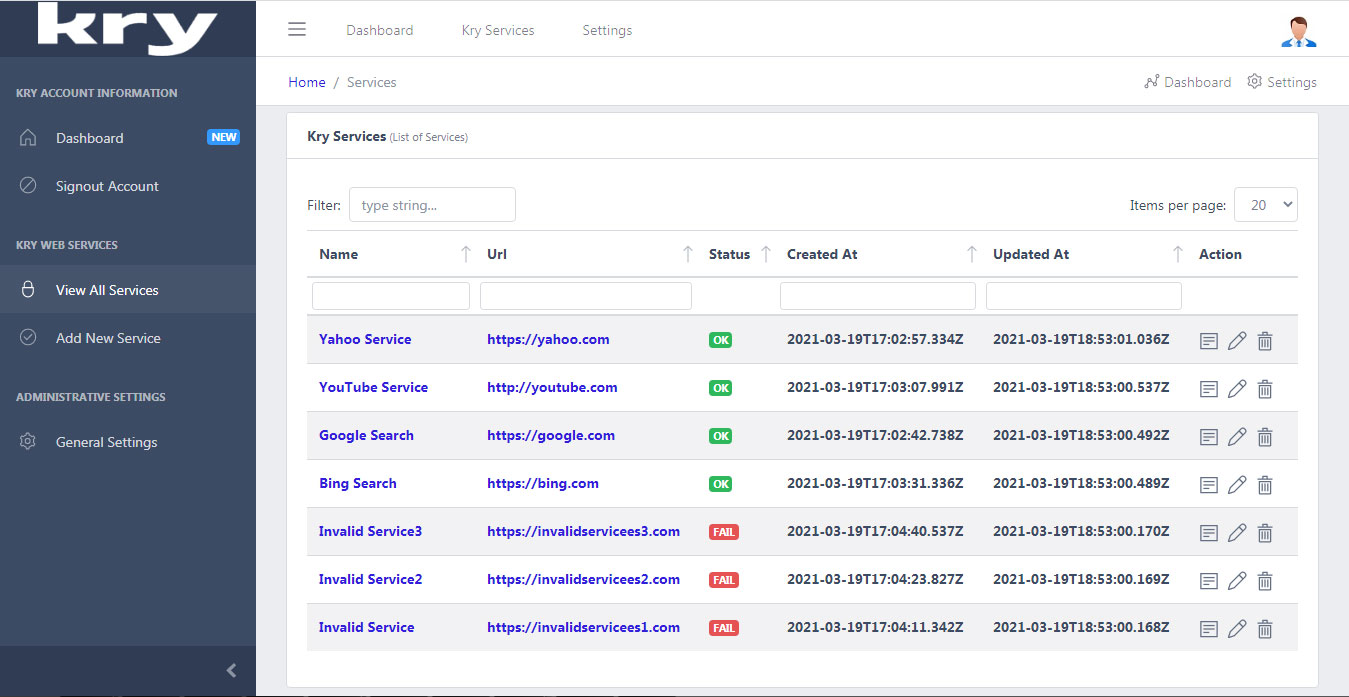 kry
Dashboard Kry Services Settings
Home / Services Dashboard Settings
KRY ACCOUNT INFORMATION
Dashboard NEW
Signout Account
KRY WEB SERVICES
View All Services
Add New Service
ADMINISTRATIVE SETTINGS
General Settings
Kry Services (List of Services)
Filter: type string... Items per page: 20
Name Url Status Created At Updated At Action
Yahoo Service https://yahoo.com OK 2021-03-19T17:02:57.334Z 2021-03-19T18:53:01.036Z
YouTube Service http://youtube.com OK 2021-03-19T17:03:07.991Z 2021-03-19T18:53:00.537Z
Google Search https://google.com OK 2021-03-19T17:02:42.738Z 2021-03-19T18:53:00.492Z
Bing Search https://bing.com OK 2021-03-19T17:03:31.336Z 2021-03-19T18:53:00.489Z
Invalid Service3 https://invalidservicees3.com FAIL 2021-03-19T17:04:40.537Z 2021-03-19T18:53:00.170Z
Invalid Service2 https://invalidservicees2.com FAIL 2021-03-19T17:04:23.827Z 2021-03-19T18:53:00.169Z
Invalid Service https://invalidservicees1.com FAIL 2021-03-19T17:04:11.342Z 2021-03-19T18:53:00.168Z